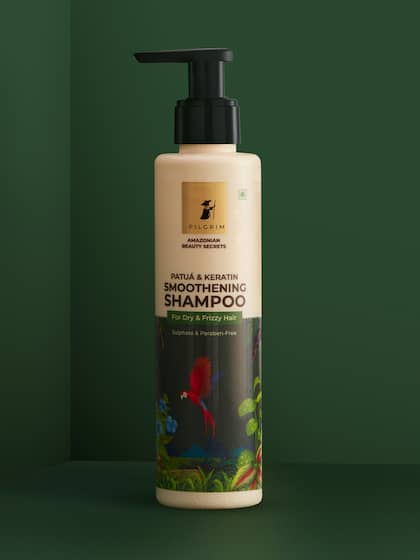 PILGRIM
AMAZONIAN
BEAUTY SECRETS
PATUÁ & KERATIN
SMOOTHENING
SHAMPOO
For Dry & Frizzy Hair
Sulphate & Paraben-Free